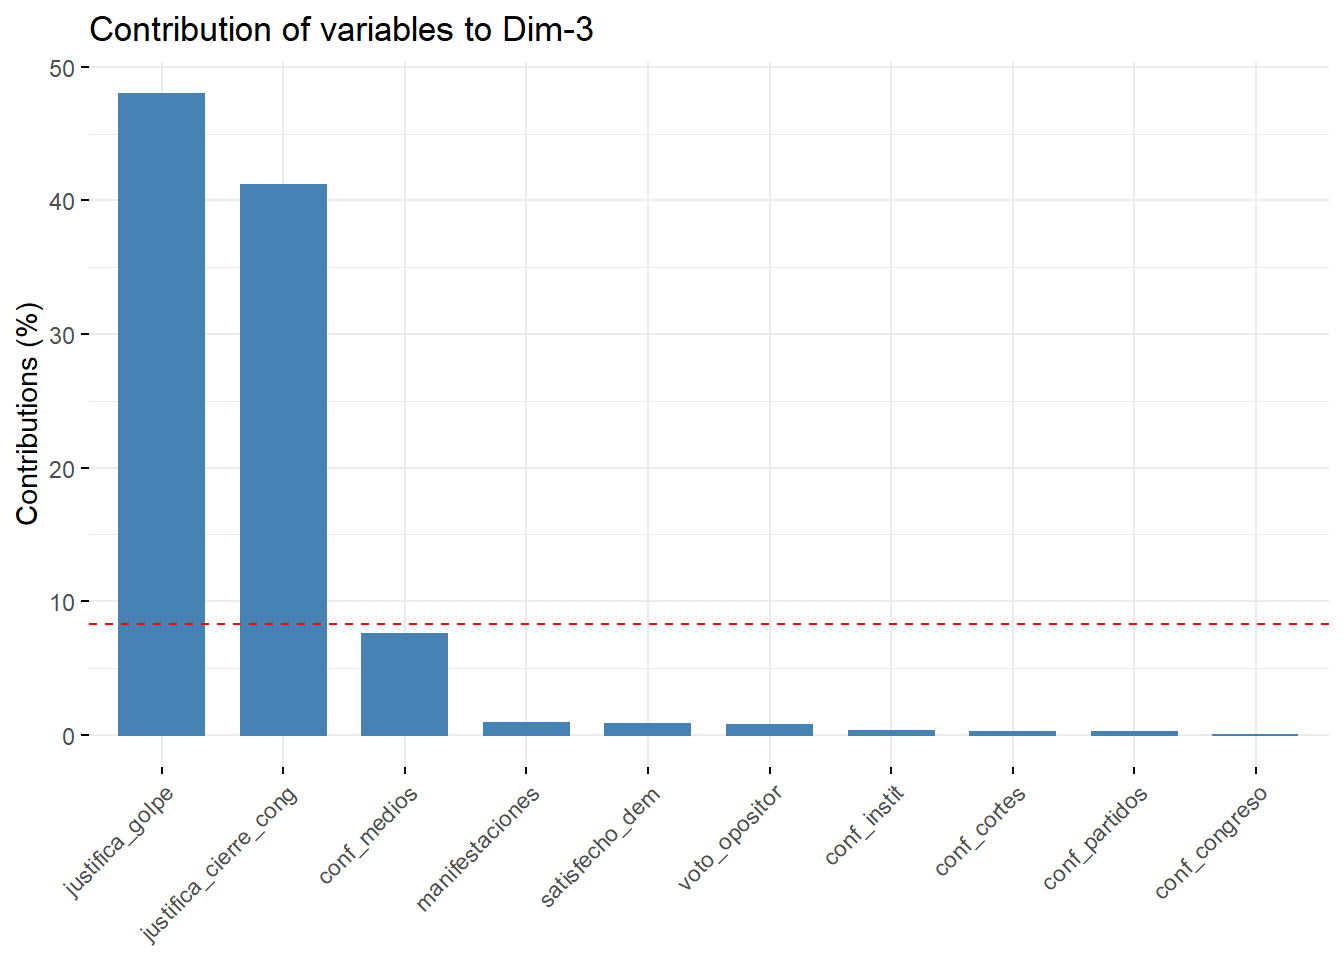 Contribution of variables to Dim-3
Contributions (%)
50
40
30
20
10
0
justifica_golpe
justifica_cierre_cong
conf_medios
manifestaciones
satisfecho_dem
voto_opositor
conf_instit
conf_cortes
conf_partidos
conf_congreso